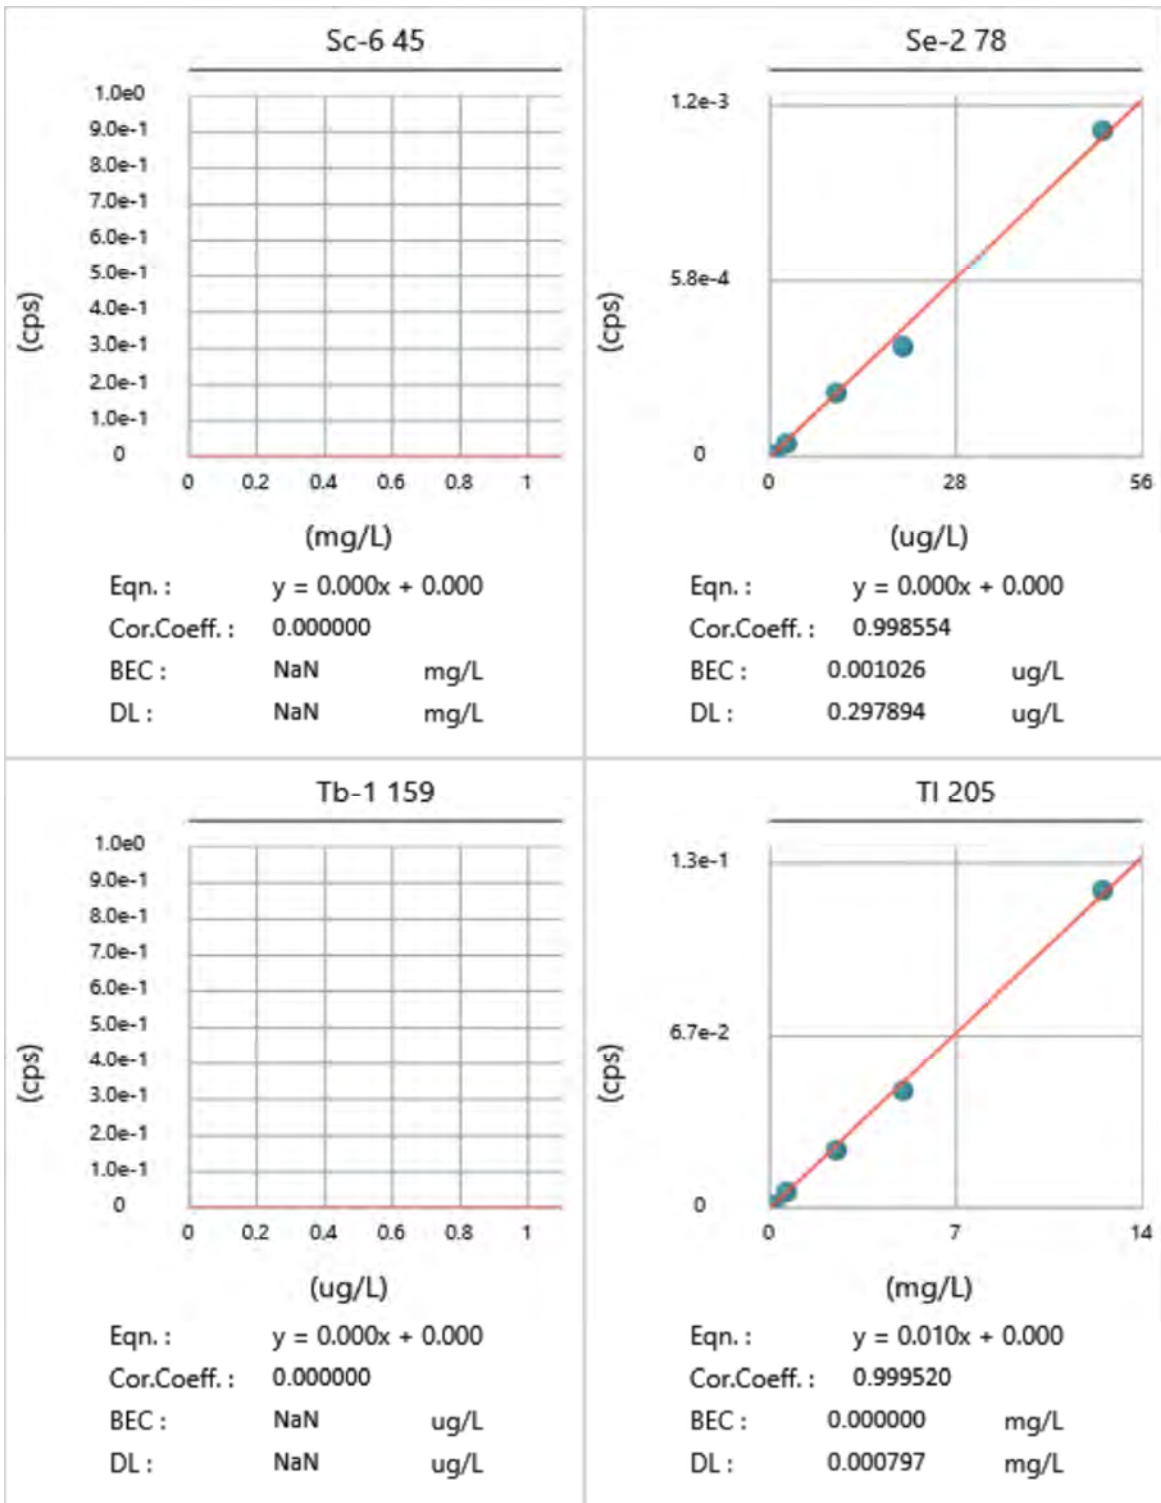 Sc-6 45
1.0e0
9.0e-1
8.0e-1
7.0e-1
6.0e-1
5.0e-1
4.0e-1
3.0e-1
2.0e-1
1.0e-1
0
(cps)
0 0.2 0.4 0.6 0.8 1
(mg/L)
Eqn. : y = 0.000x + 0.000
Cor.Coeff. : 0.000000
BEC : NaN mg/L
DL : NaN mg/L
Se-2 78
1.2e-3
5.8e-4
0
(cps)
0 28 56
(ug/L)
Eqn. : y = 0.000x + 0.000
Cor.Coeff. : 0.998554
BEC : 0.001026 ug/L
DL : 0.297894 ug/L
Tb-1 159
1.0e0
9.0e-1
8.0e-1
7.0e-1
6.0e-1
5.0e-1
4.0e-1
3.0e-1
2.0e-1
1.0e-1
0
(cps)
0 0.2 0.4 0.6 0.8 1
(ug/L)
Eqn. : y = 0.000x + 0.000
Cor.Coeff. : 0.000000
BEC : NaN ug/L
DL : NaN ug/L
Tl 205
1.3e-1
6.7e-2
0
(cps)
0 7 14
(mg/L)
Eqn. : y = 0.010x + 0.000
Cor.Coeff. : 0.999520
BEC : 0.000000 mg/L
DL : 0.000797 mg/L